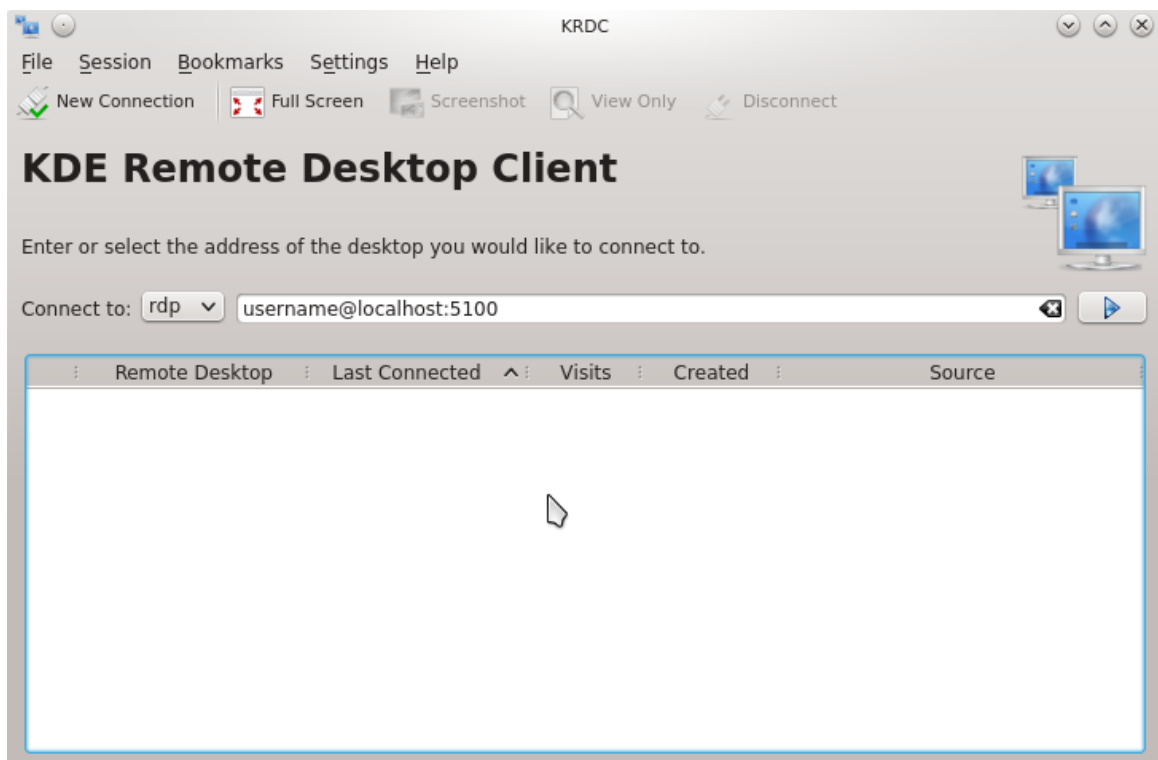 KRDC
File Session Bookmarks Settings Help
New Connection Full Screen Screenshot View Only Disconnect
KDE Remote Desktop Client
Enter or select the address of the desktop you would like to connect to.
Connect to: rdp username@localhost:5100
Remote Desktop Last Connected Visits Created Source